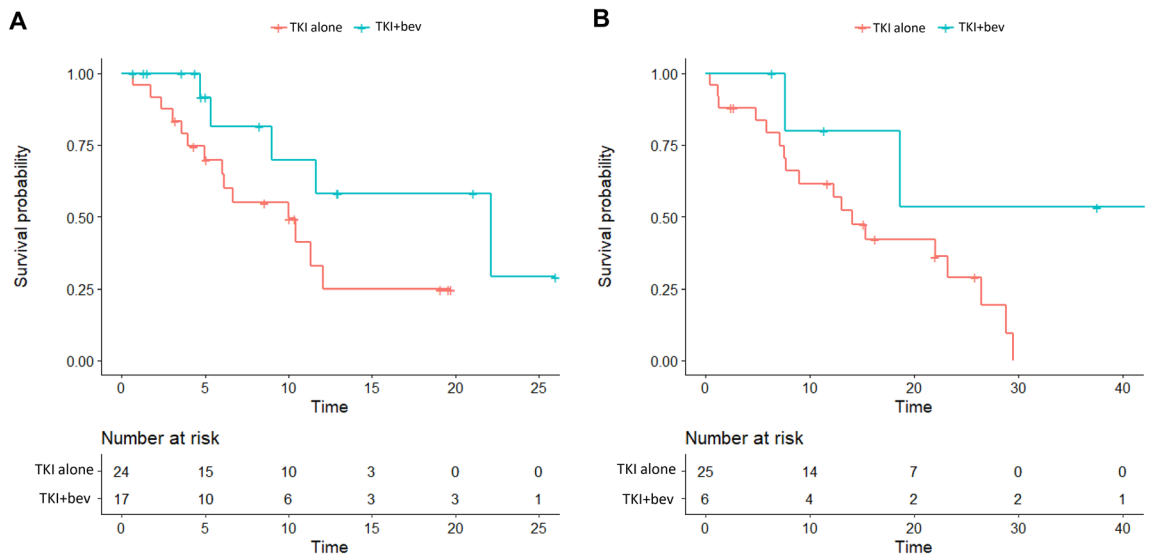 A
TKI alone TKI+bev
Survival probability
1.00
0.75
0.50
0.25
0.00
0 5 10 15 20 25
Time
Number at risk
TKI alone 24 15 10 3 0 0
TKI+bev 17 10 6 3 3 1
0 5 10 15 20 25
Time
B
TKI alone TKI+bev
Survival probability
1.00
0.75
0.50
0.25
0.00
0 10 20 30 40
Time
Number at risk
TKI alone 25 14 7 0 0
TKI+bev 6 4 2 2 1
0 10 20 30 40
Time